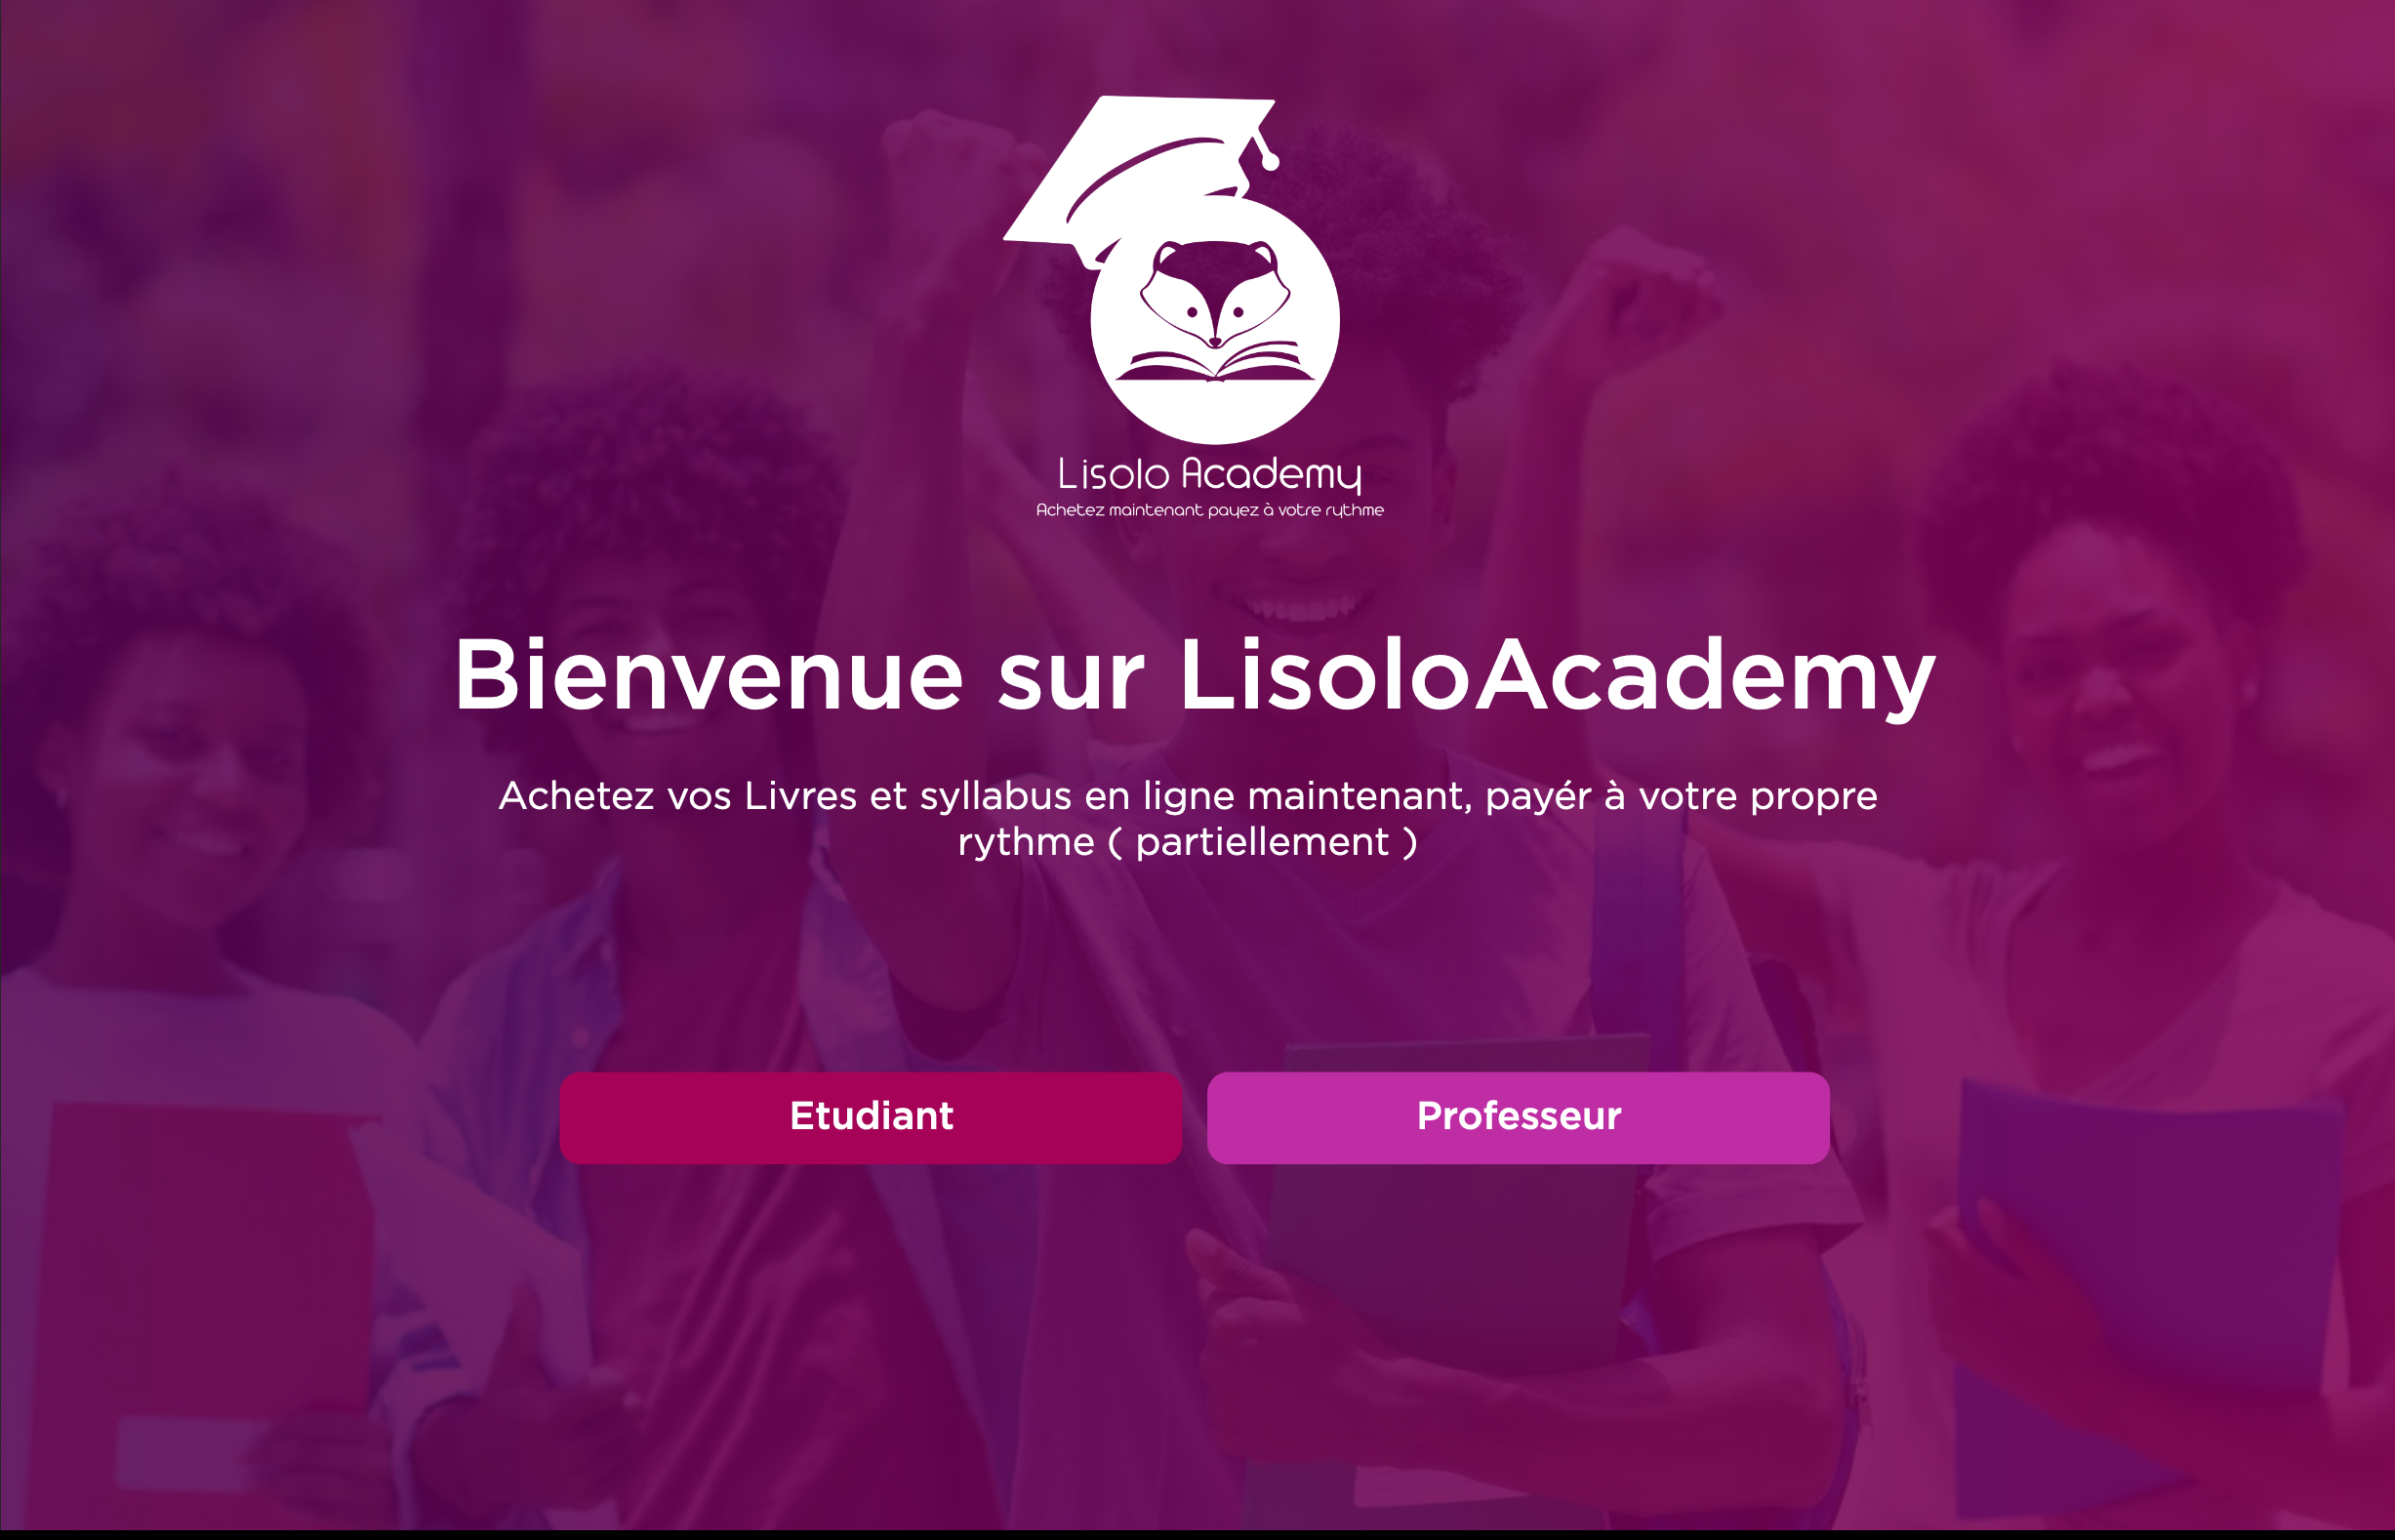 Lisolo Academy
Achetez maintenant payez à votre rythme
Bienvenue sur LisoloAcademy
Achetez vos Livres et syllabus en ligne maintenant, payér à votre propre
rythme ( partiellement )
Etudiant
Professeur